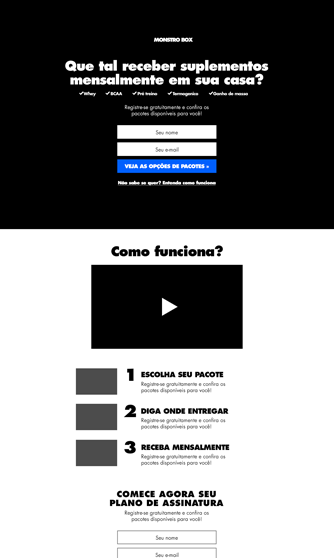 MONSTRO BOX
Que tal receber suplementos
mensalmente em sua casa?
Whey BCAA Pré treino Termogenico Ganho de massa
Registre-se gratuitamente e confira os
pacotes disponíveis para você!
Seu nome
Seu e-mail
VEJA AS OPÇÕES DE PACOTES »
Não sabe se quer? Entenda como funciona
Como funciona?
1 ESCOLHA SEU PACOTE
Registre-se gratuitamente e confira os
pacotes disponíveis para você!
2 DIGA ONDE ENTREGAR
Registre-se gratuitamente e confira os
pacotes disponíveis para você!
3 RECEBA MENSALMENTE
Registre-se gratuitamente e confira os
pacotes disponíveis para você!
COMECE AGORA SEU
PLANO DE ASSINATURA
Registre-se gratuitamente e confira os
pacotes disponíveis para você!
Seu nome
Seu e-mail